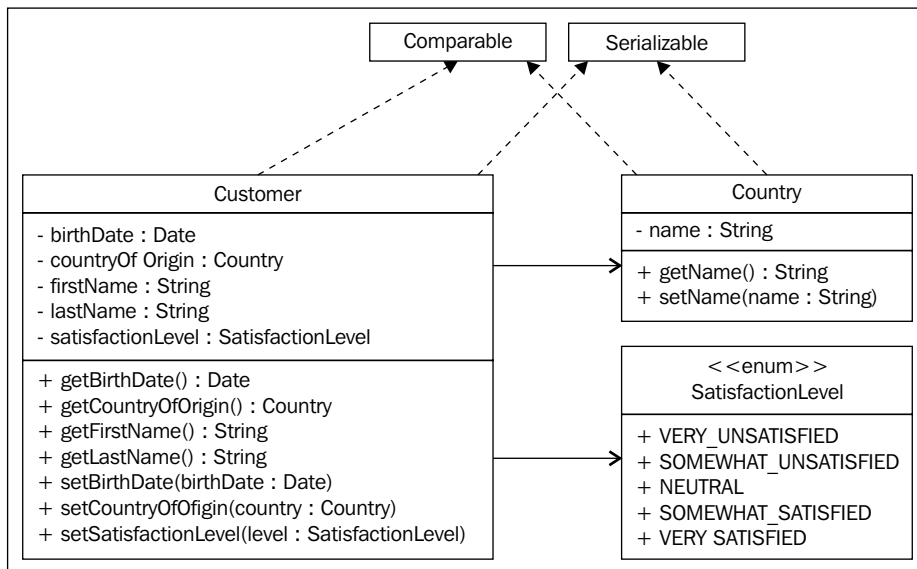 Comparable
Serializable
Customer
- birthDate : Date
- countryOf Origin : Country
- firstName : String
- lastName : String
- satisfactionLevel : SatisfactionLevel
+ getBirthDate() : Date
+ getCountryOfOrigin() : Country
+ getFirstName() : String
+ getLastName() : String
+ setBirthDate(birthDate : Date)
+ setCountryOfOfigin(country : Country)
+ setSatisfactionLevel(level : SatisfactionLevel)
Country
- name : String
+ getName() : String
+ setName(name : String)
<<enum>>
SatisfactionLevel
+ VERY_UNSATISFIED
+ SOMEWHAT_UNSATISFIED
+ NEUTRAL
+ SOMEWHAT_SATISFIED
+ VERY SATISFIED